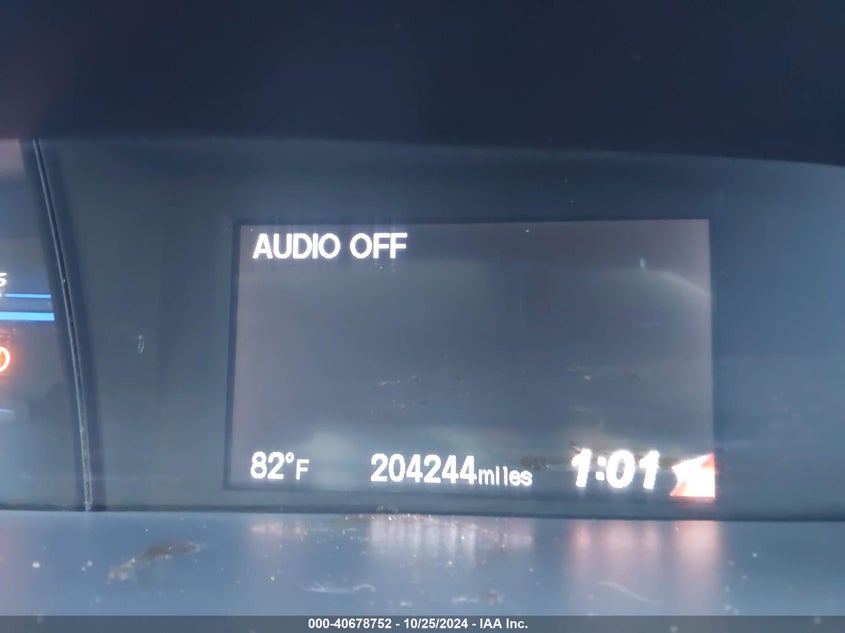 AUDIO OFF
82°F 204244miles 1:01
000-40678752 - 10/25/2024 - IAA Inc.